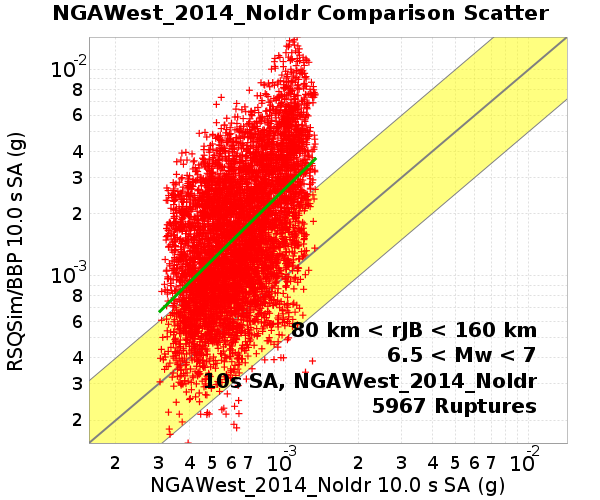 NGAWest_2014_NoIdr Comparison Scatter
RSQSim/BBP 10.0 s SA (g)
10-2
8
6
4
3
2
10-3
8
6
4
3
2
80 km < rJB < 160 km
6.5 < Mw < 7
10s SA, NGAWest_2014_NoIdr
5967 Ruptures
2 3 4 5 6 7 10-3 2 3 4 5 6 7 10-2
NGAWest_2014_NoIdr 10.0 s SA (g)